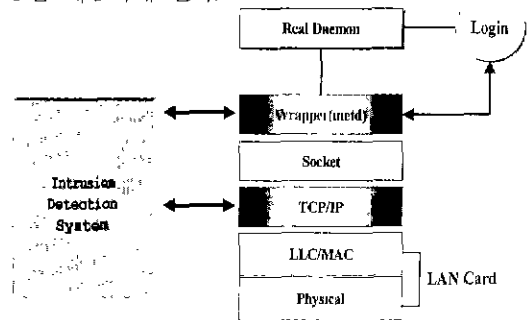 Real Daemon
Login
Wrapper(inetd)
Socket
Intrusion
Detection
System
TCP/IP
LLC/MAC
LAN Card
Physical